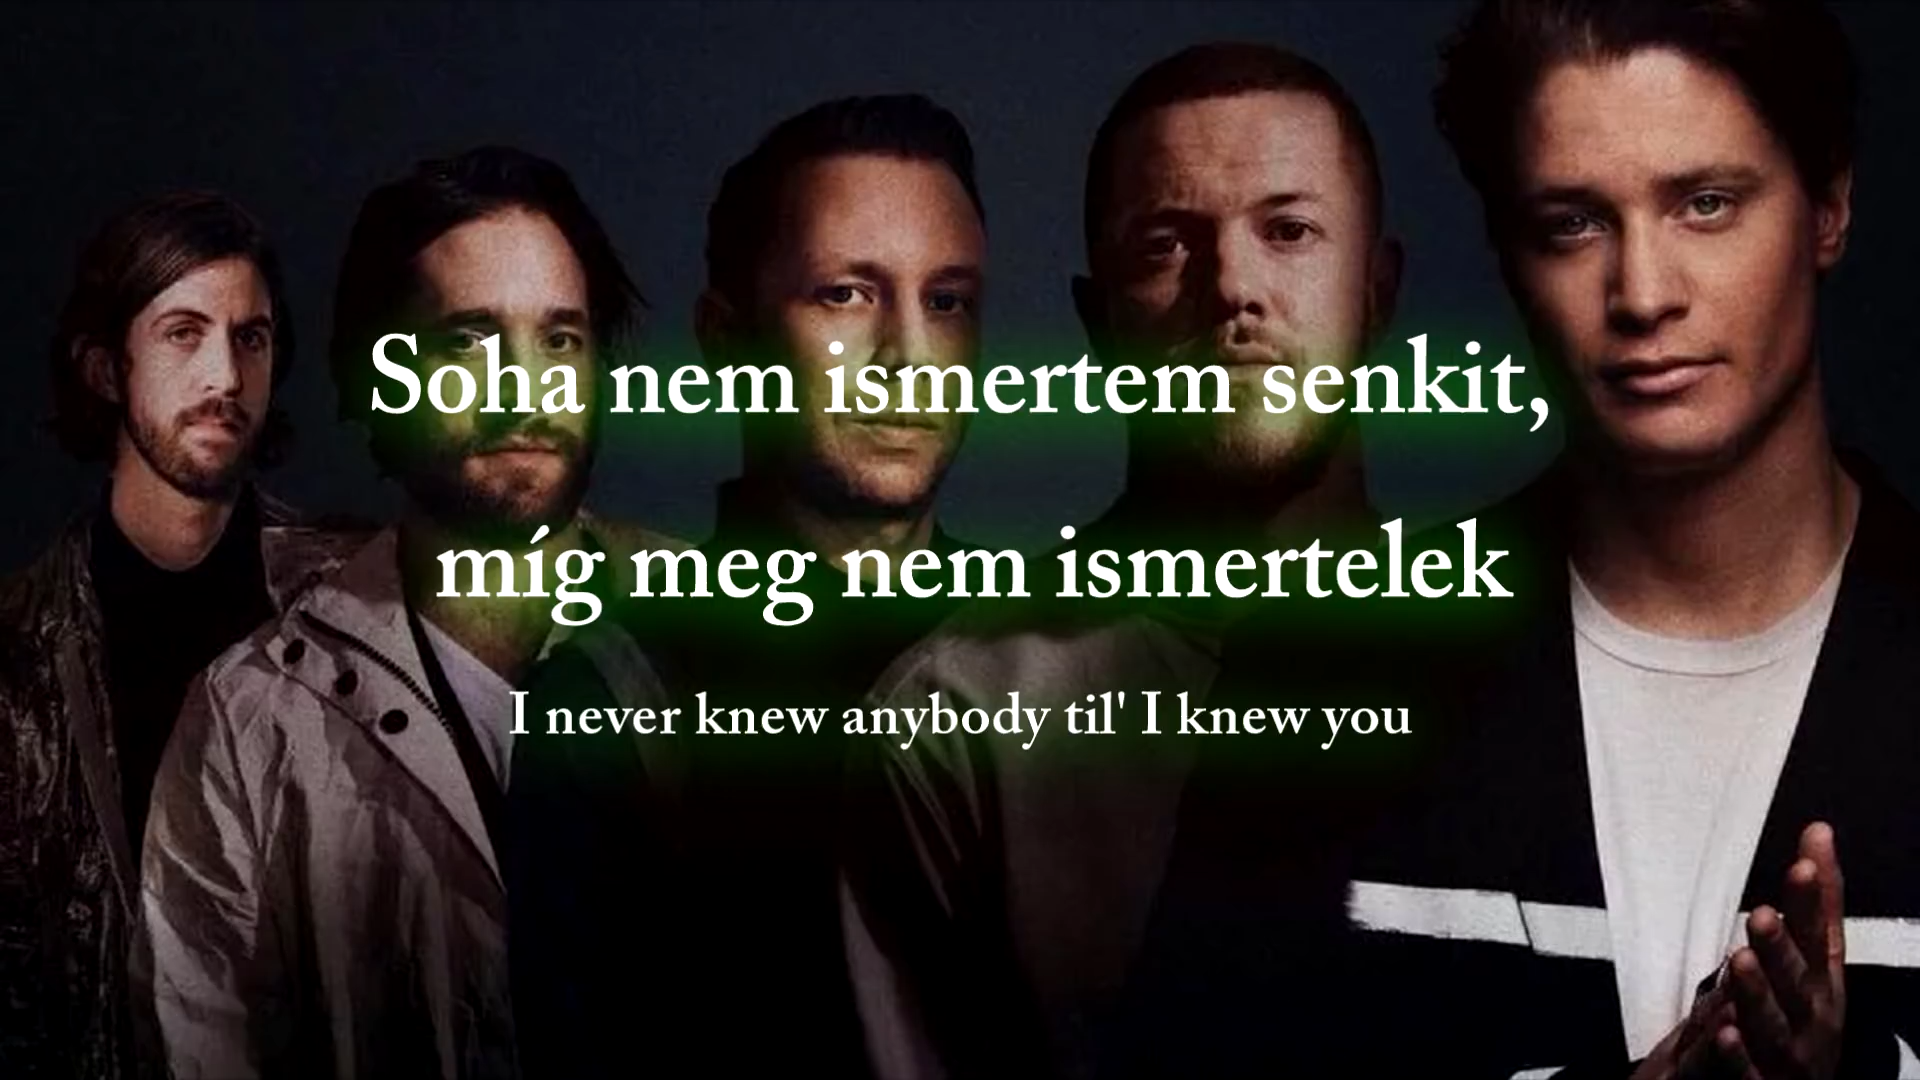 Soha nem ismertem senkit,
míg meg nem ismertelek
I never knew anybody til' I knew you